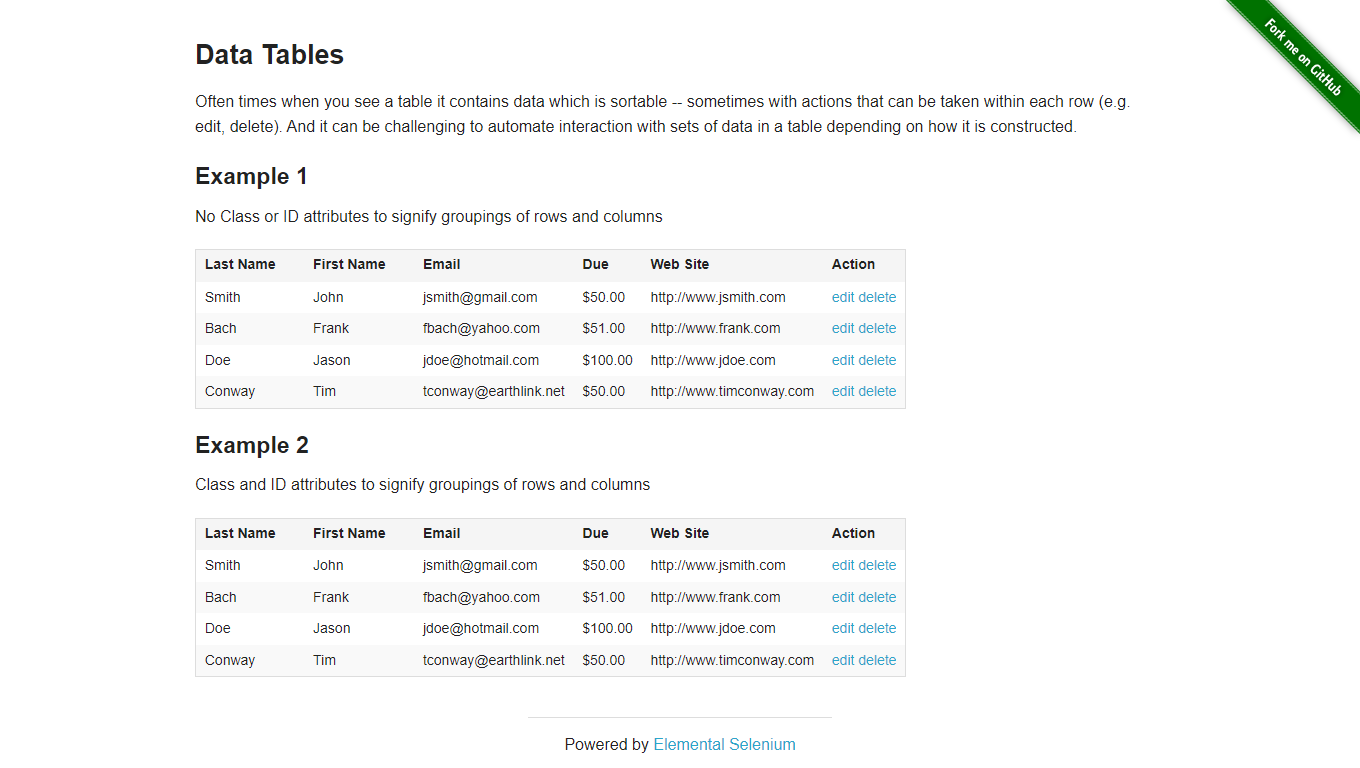 Fork me on GitHub
Data Tables
Often times when you see a table it contains data which is sortable -- sometimes with actions that can be taken within each row (e.g.
edit, delete). And it can be challenging to automate interaction with sets of data in a table depending on how it is constructed.
Example 1
No Class or ID attributes to signify groupings of rows and columns
Last Name First Name Email Due Web Site Action
Smith John jsmith@gmail.com $50.00 http://www.jsmith.com edit delete
Bach Frank fbach@yahoo.com $51.00 http://www.frank.com edit delete
Doe Jason jdoe@hotmail.com $100.00 http://www.jdoe.com edit delete
Conway Tim tconway@earthlink.net $50.00 http://www.timconway.com edit delete
Example 2
Class and ID attributes to signify groupings of rows and columns
Last Name First Name Email Due Web Site Action
Smith John jsmith@gmail.com $50.00 http://www.jsmith.com edit delete
Bach Frank fbach@yahoo.com $51.00 http://www.frank.com edit delete
Doe Jason jdoe@hotmail.com $100.00 http://www.jdoe.com edit delete
Conway Tim tconway@earthlink.net $50.00 http://www.timconway.com edit delete
Powered by Elemental Selenium